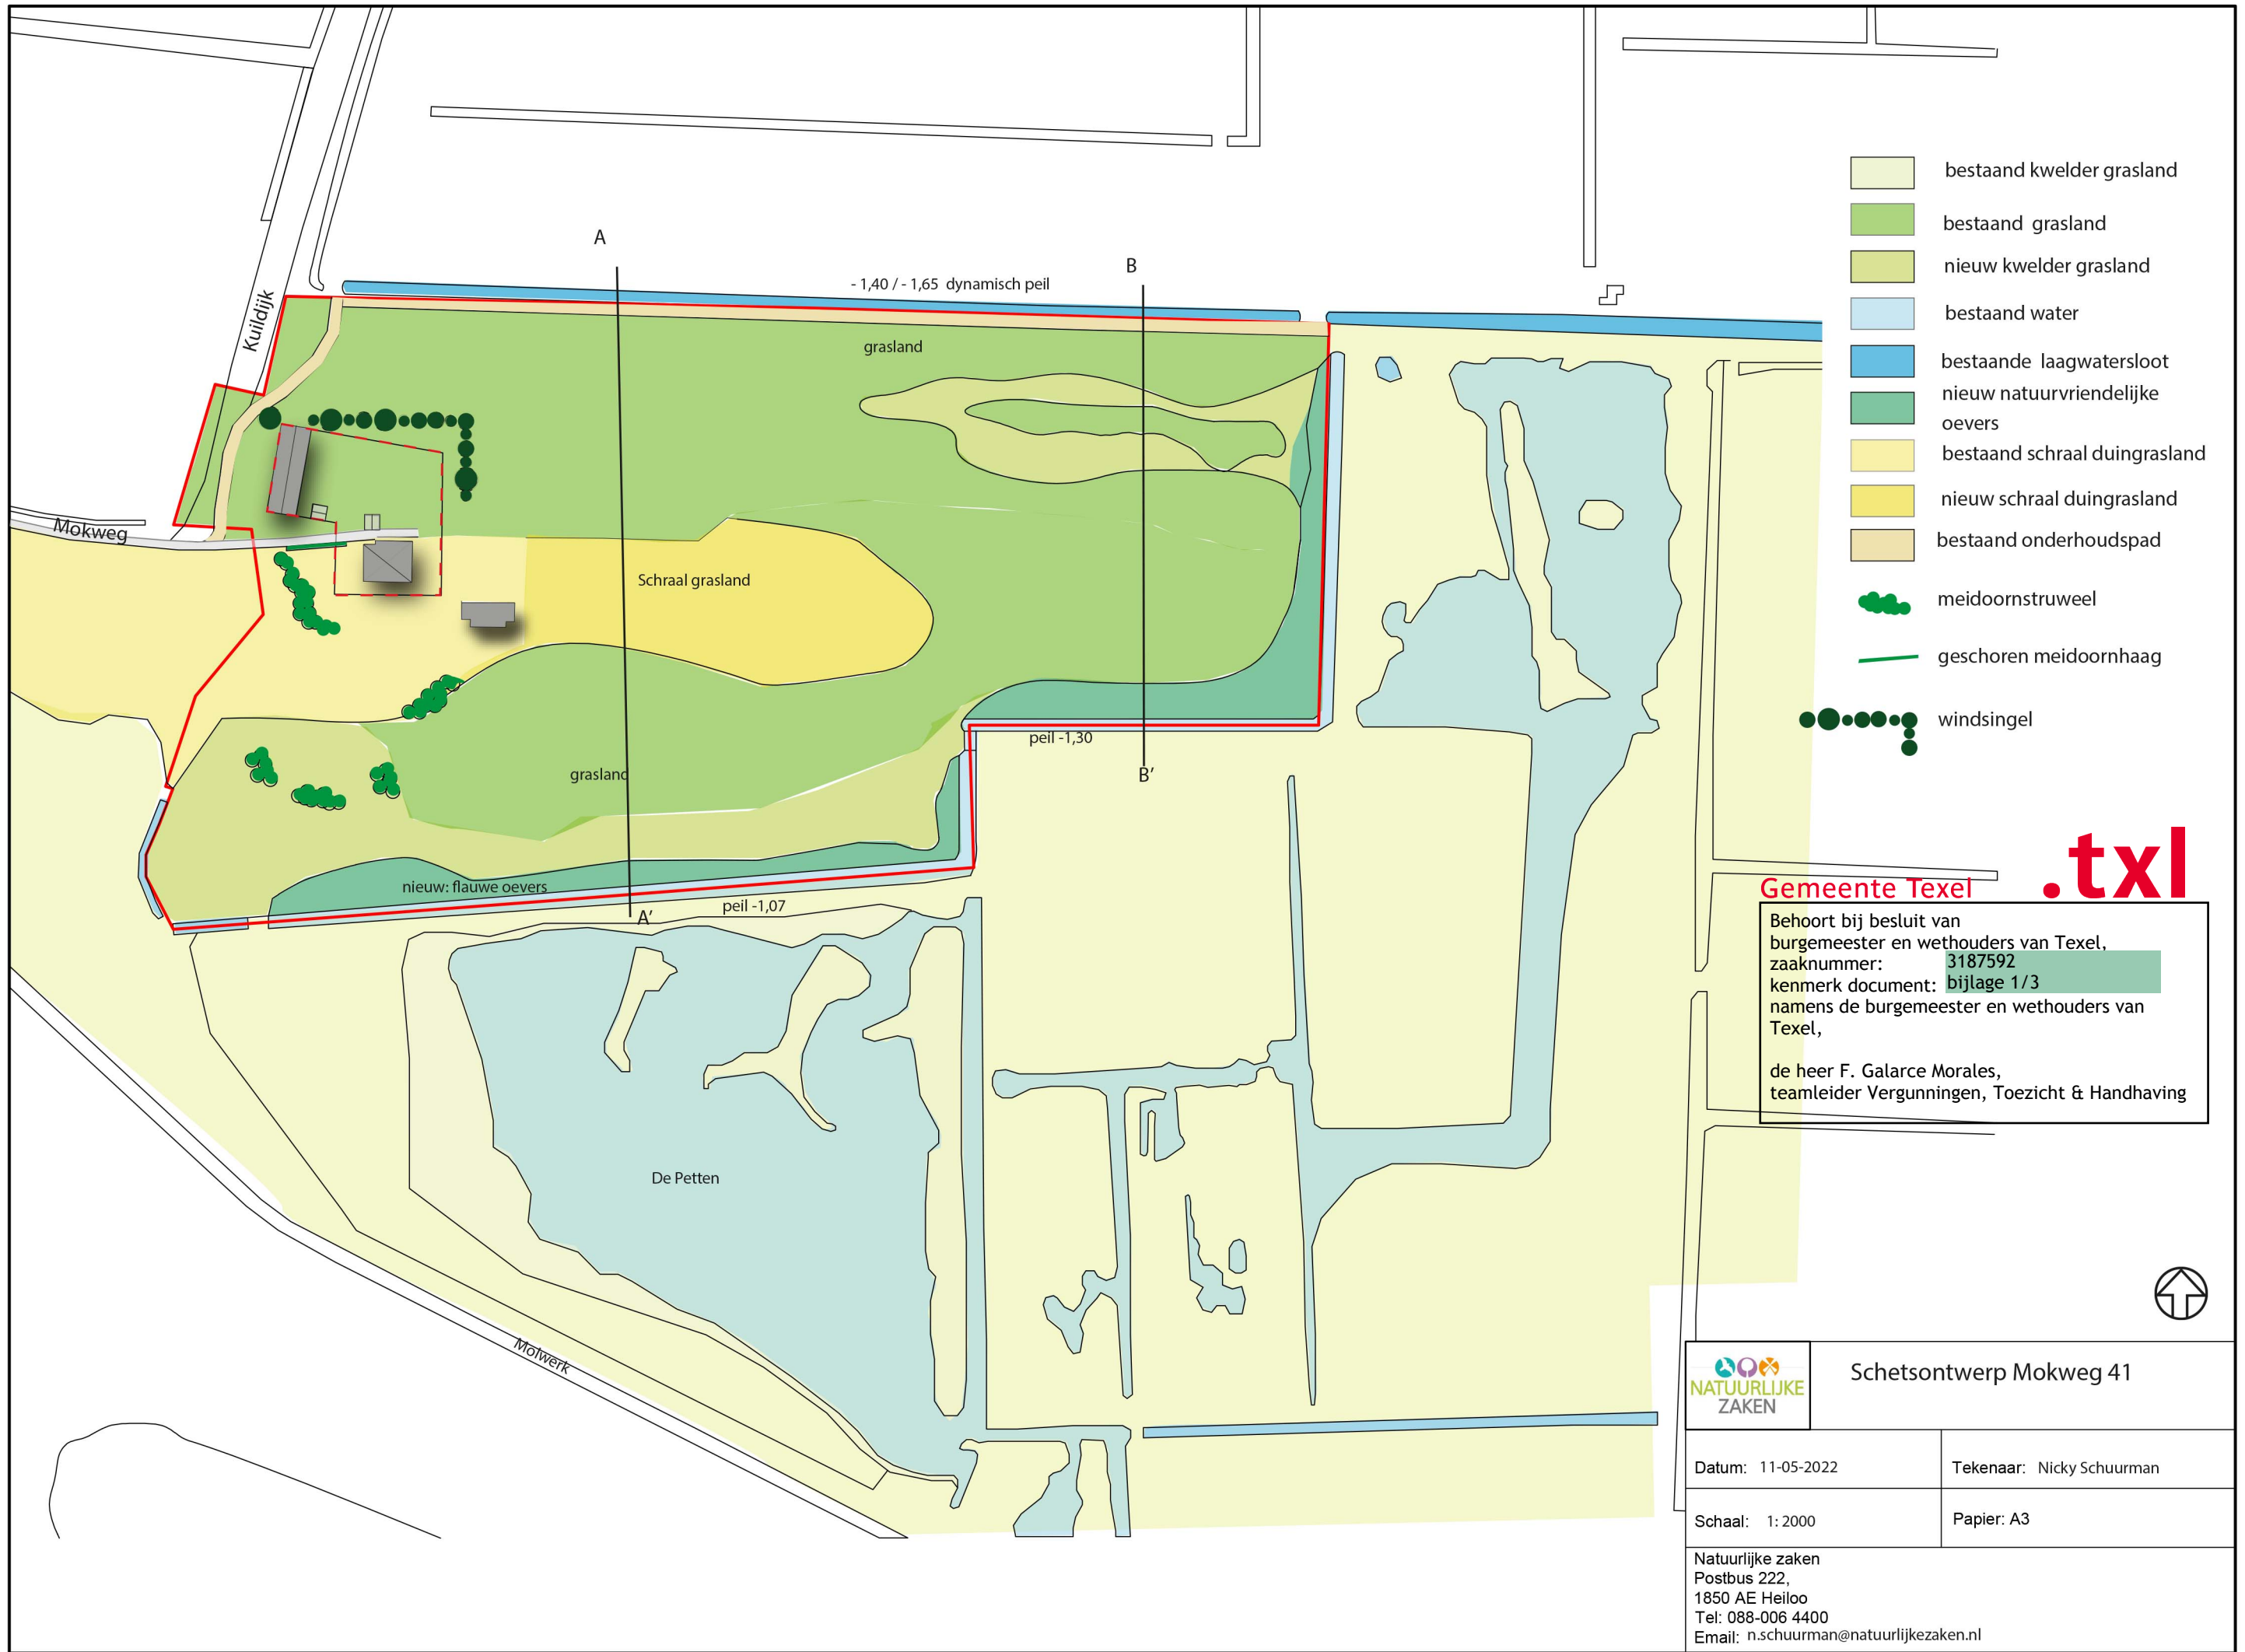 A
B
- 1,40 / - 1,65 dynamisch peil
Kuildijk
grasland
Mokweg
Schraal grasland
grasland
peil -1,30
B’
nieuw: flauwe oevers
A’
peil -1,07
De Petten
Molwerk
bestaand kwelder grasland
bestaand grasland
nieuw kwelder grasland
bestaand water
bestaande laagwatersloot
nieuw natuurvriendelijke
oevers
bestaand schraal duingrasland
nieuw schraal duingrasland
bestaand onderhoudspad
meidoornstruweel
geschoren meidoornhaag
windsingel
.txl
Gemeente Texel
Behoort bij besluit van
burgemeester en wethouders van Texel,
zaaknummer: 3187592
kenmerk document: bijlage 1/3
namens de burgemeester en wethouders van
Texel,
de heer F. Galarce Morales,
teamleider Vergunningen, Toezicht & Handhaving
NATUURLIJKE
ZAKEN
Schetsontwerp Mokweg 41
Datum: 11-05-2022
Tekenaar: Nicky Schuurman
Schaal: 1: 2000
Papier: A3
Natuurlijke zaken
Postbus 222,
1850 AE Heiloo
Tel: 088-006 4400
Email: n.schuurman@natuurlijkezaken.nl